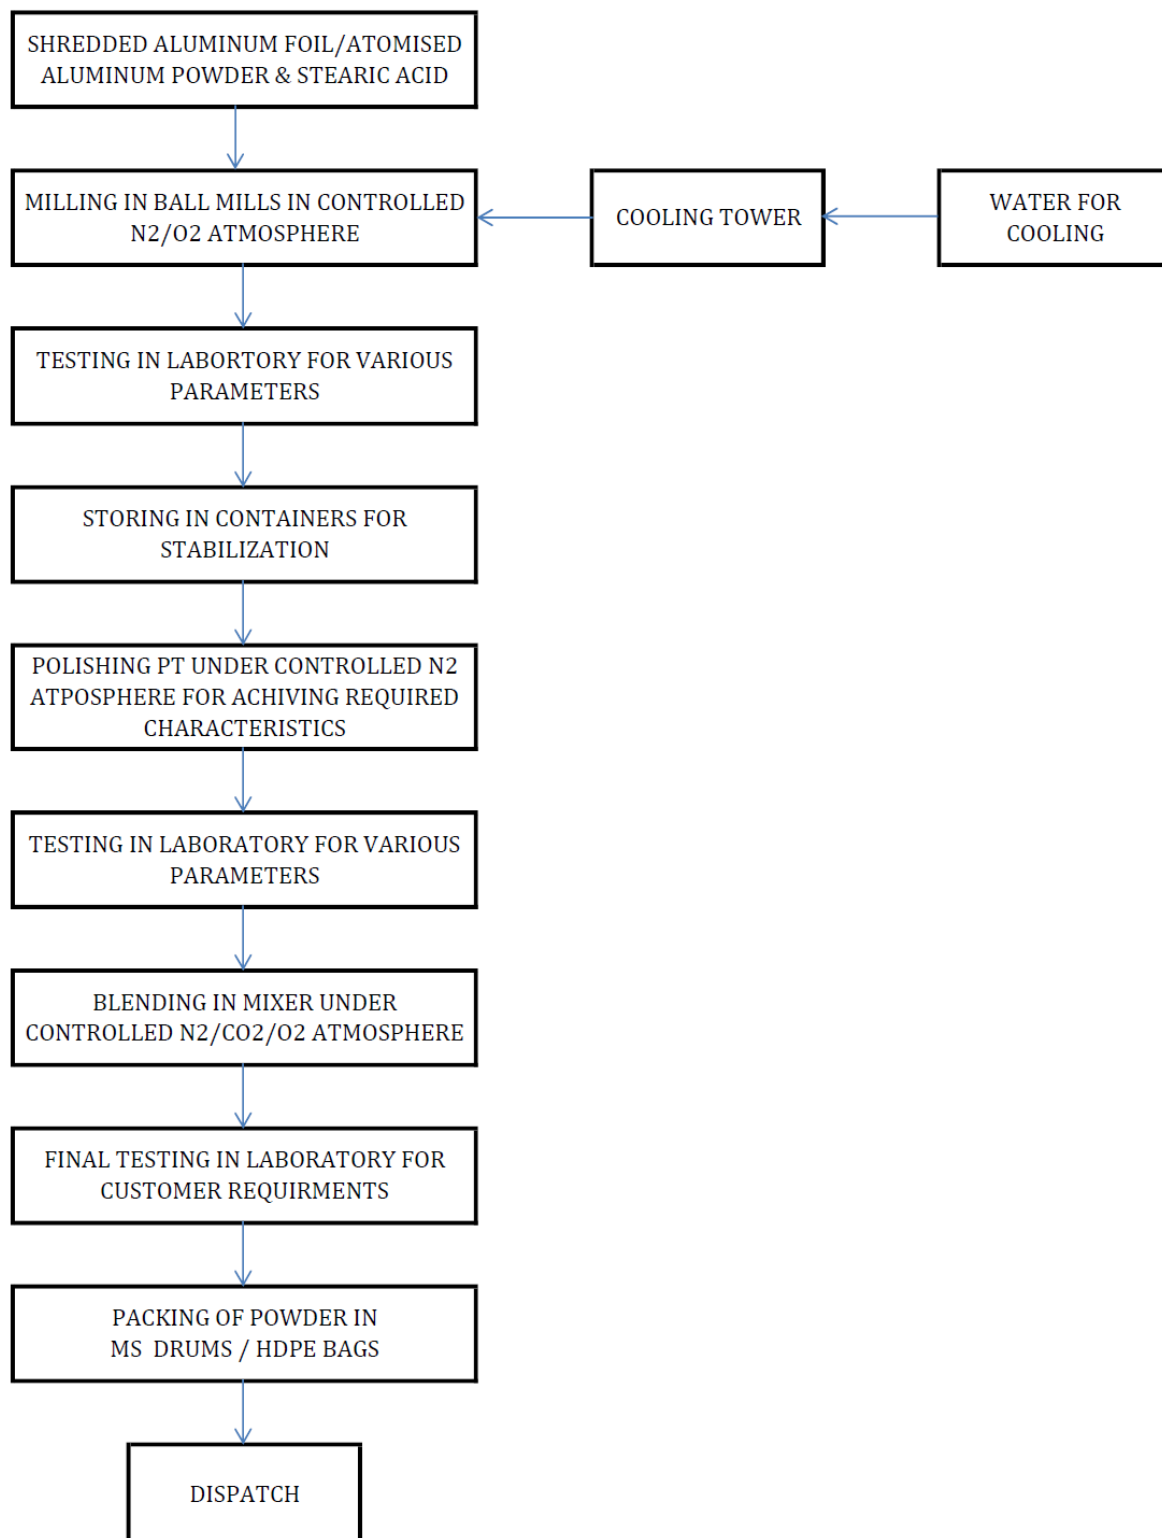 SHREDDED ALUMINUM FOIL/ATOMISED
ALUMINUM POWDER & STEARIC ACID
MILLING IN BALL MILLS IN CONTROLLED
N2/O2 ATMOSPHERE
COOLING TOWER
WATER FOR
COOLING
TESTING IN LABORTORY FOR VARIOUS
PARAMETERS
STORING IN CONTAINERS FOR
STABILIZATION
POLISHING PT UNDER CONTROLLED N2
ATPOSPHERE FOR ACHIVING REQUIRED
CHARACTERISTICS
TESTING IN LABORATORY FOR VARIOUS
PARAMETERS
BLENDING IN MIXER UNDER
CONTROLLED N2/CO2/O2 ATMOSPHERE
FINAL TESTING IN LABORATORY FOR
CUSTOMER REQUIRMENTS
PACKING OF POWDER IN
MS  DRUMS / HDPE BAGS
DISPATCH